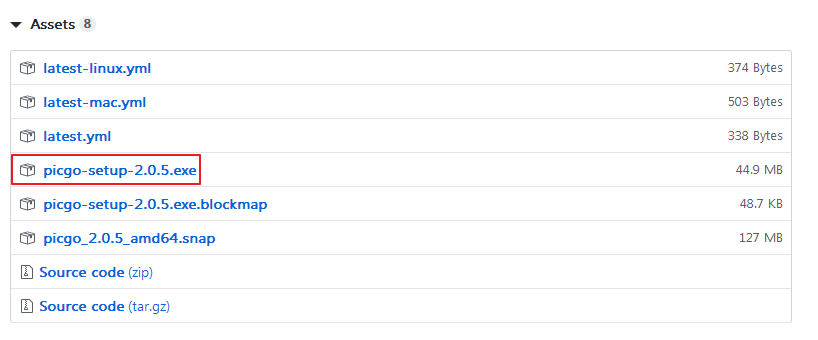 Assets 8
latest-linux.yml 374 Bytes
latest-mac.yml 503 Bytes
latest.yml 338 Bytes
picgo-setup-2.0.5.exe 44.9 MB
picgo-setup-2.0.5.exe.blockmap 48.7 KB
picgo_2.0.5_amd64.snap 127 MB
Source code (zip)
Source code (tar.gz)